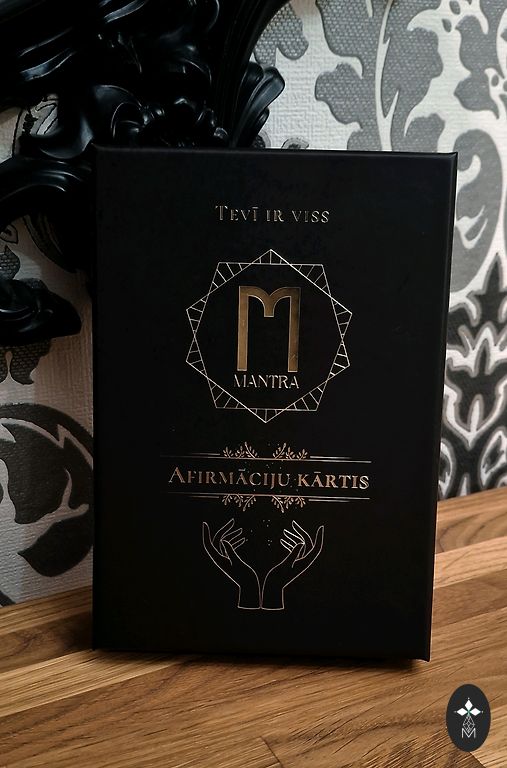 Tevī ir viss
M
MANTRA
Afirmāciju kārtis
M